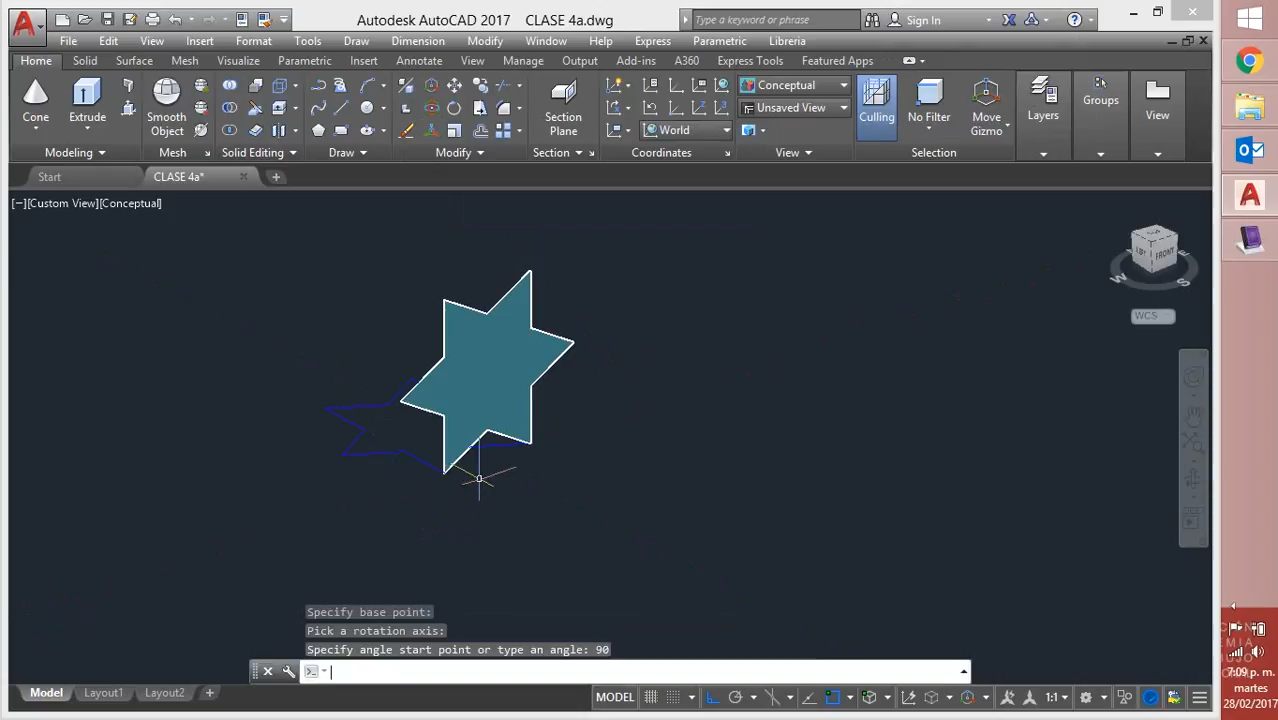 Autodesk AutoCAD 2017 CLASE 4a.dwg
Type a keyword or phrase
Sign In
File Edit View Insert Format Tools Draw Dimension Modify Window Help Express Parametric Libreria
Home Solid Surface Mesh Visualize Parametric Insert Annotate View Manage Output Add-ins A360 Express Tools Featured Apps
Cone
Extrude
Smooth
Object
Section
Plane
World
Conceptual
Unsaved View
Culling
No Filter
Move
Gizmo
Layers
Groups
View
Modeling Mesh Solid Editing Draw Modify Section Coordinates View Selection
Start CLASE 4a*
[−][Custom View][Conceptual]
FRONT
W S
WCS
Specify base point:
Pick a rotation axis:
Specify angle start point or type an angle: 90
Model Layout1 Layout2
MODEL
1:1
7:09 p. m.
martes
28/02/2017